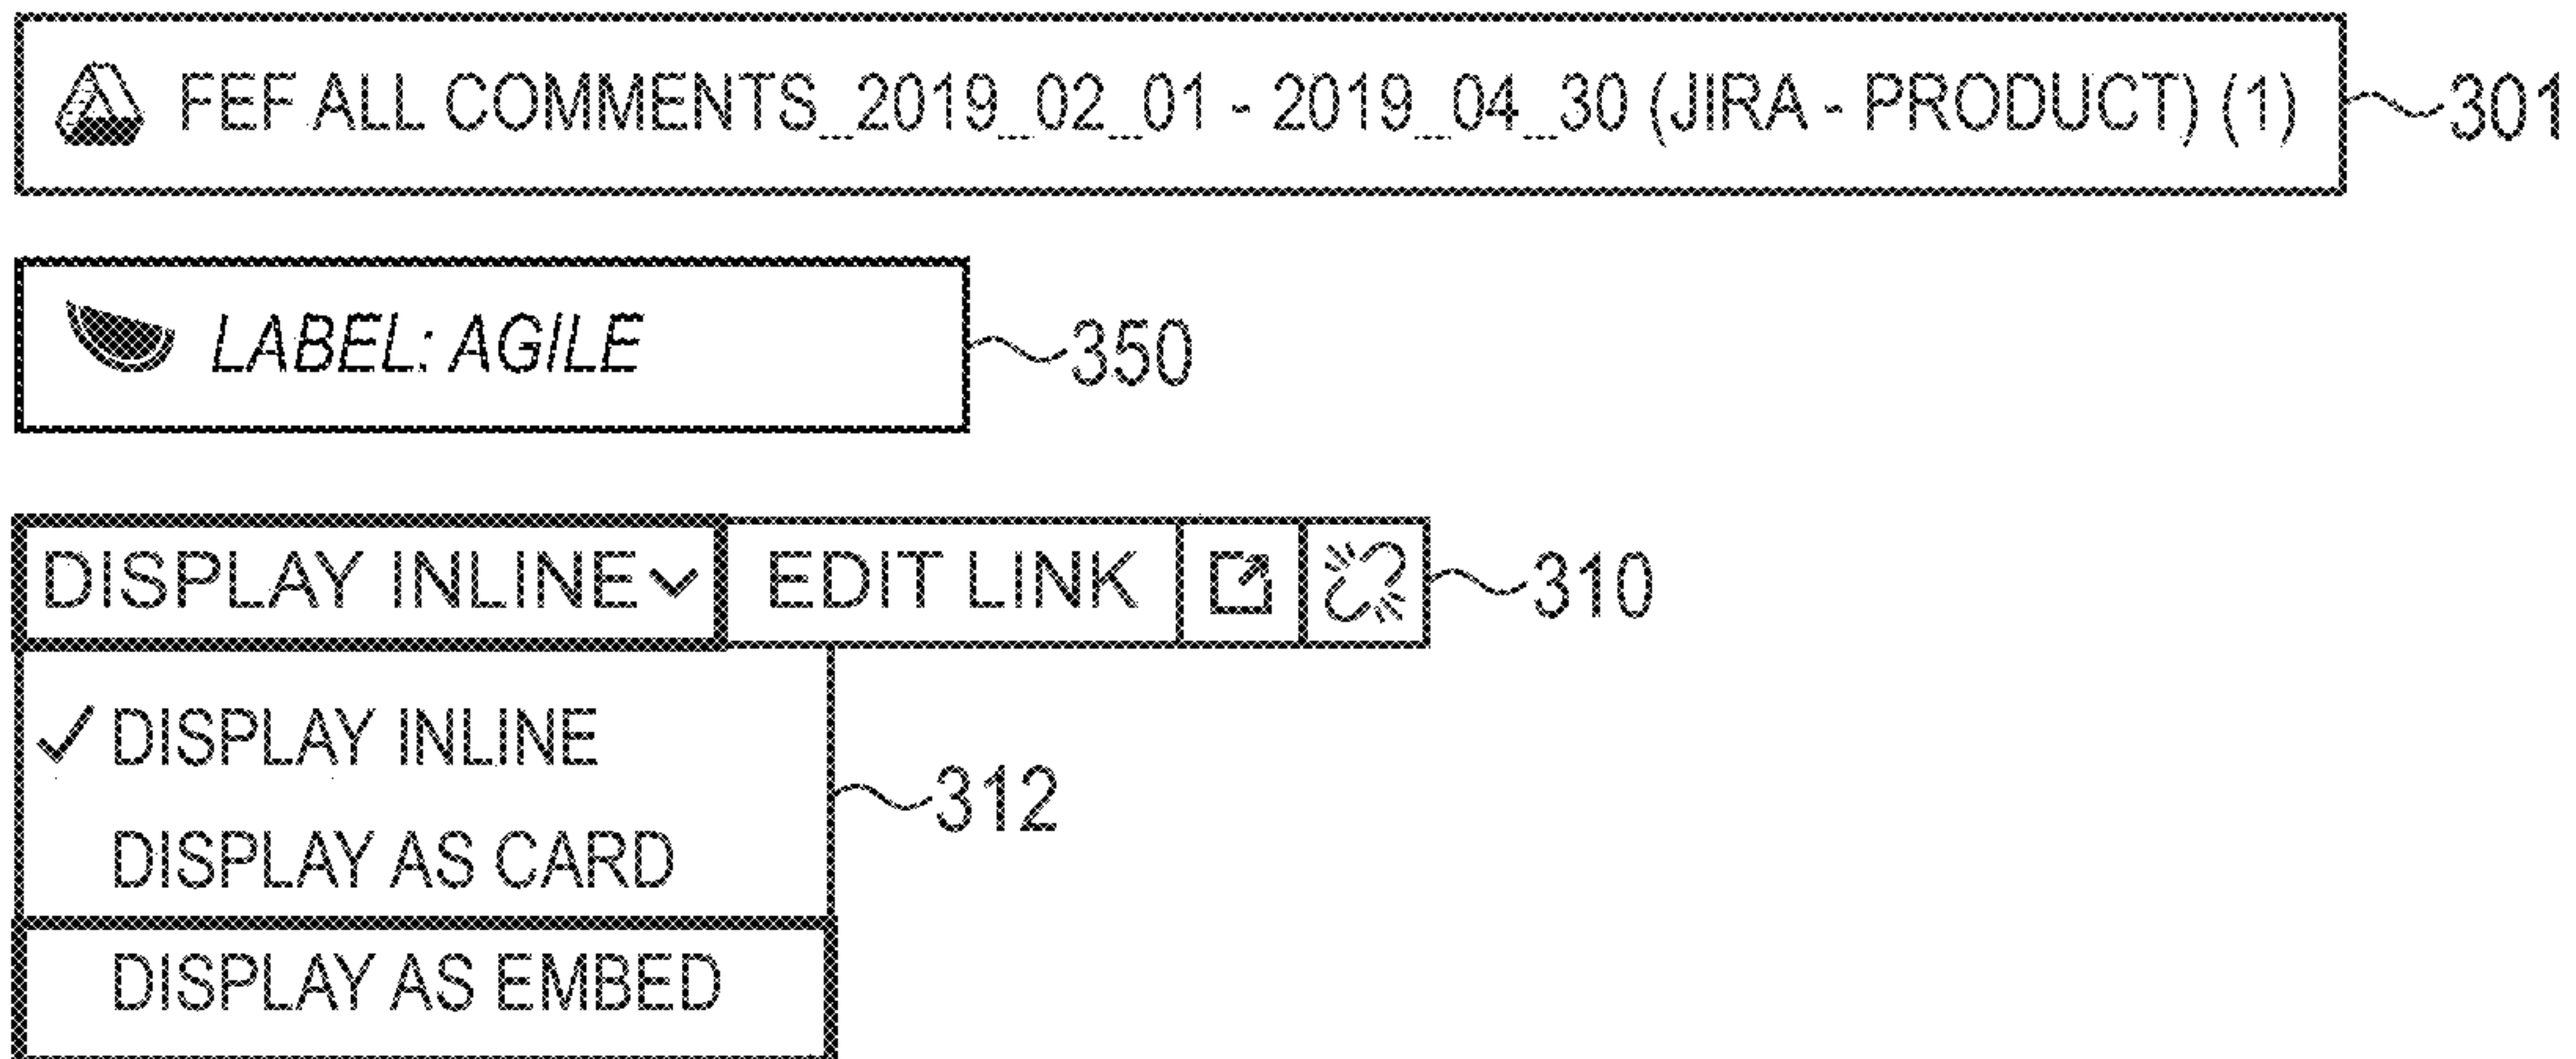 FEF ALL COMMENTS_2019_02_01 - 2019_04_30 (JIRA - PRODUCT) (1) 301
LABEL: AGILE 350
DISPLAY INLINE EDIT LINK 310
DISPLAY INLINE
312
DISPLAY AS CARD
DISPLAY AS EMBED